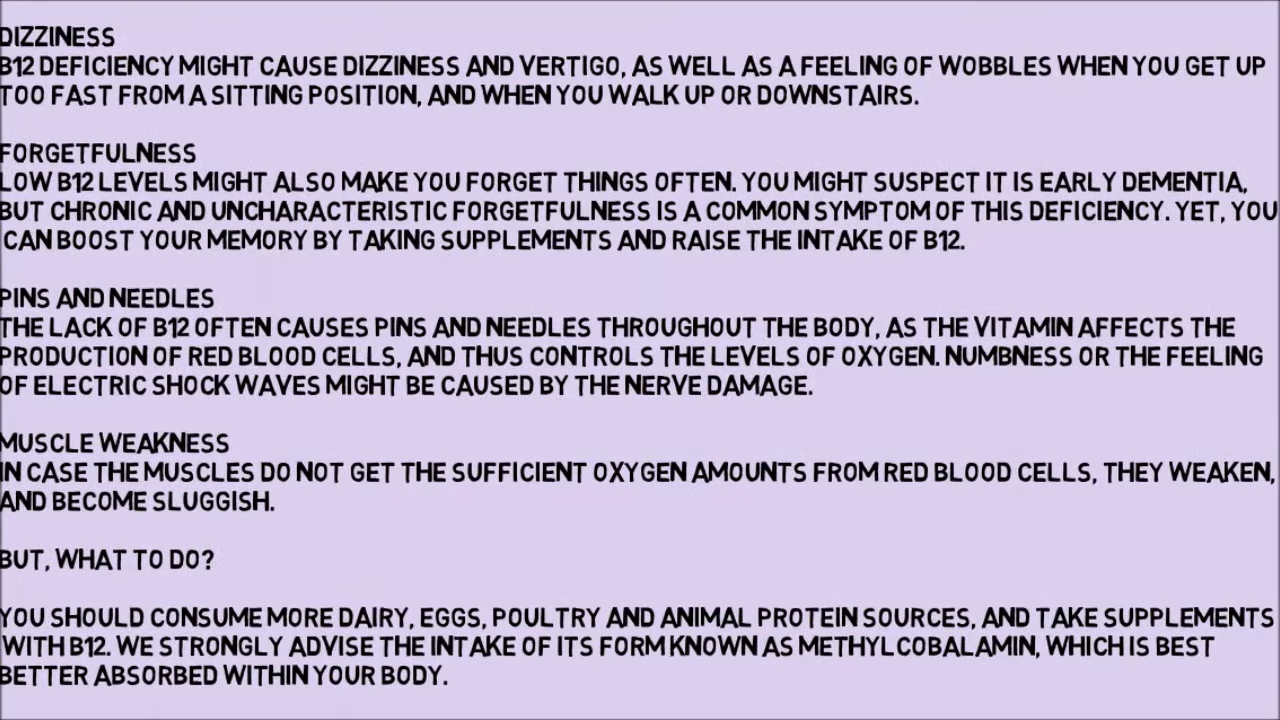 DIZZINESS
B12 DEFICIENCY MIGHT CAUSE DIZZINESS AND VERTIGO, AS WELL AS A FEELING OF WOBBLES WHEN YOU GET UP
TOO FAST FROM A SITTING POSITION, AND WHEN YOU WALK UP OR DOWNSTAIRS.
FORGETFULNESS
LOW B12 LEVELS MIGHT ALSO MAKE YOU FORGET THINGS OFTEN. YOU MIGHT SUSPECT IT IS EARLY DEMENTIA,
BUT CHRONIC AND UNCHARACTERISTIC FORGETFULNESS IS A COMMON SYMPTOM OF THIS DEFICIENCY. YET, YOU
CAN BOOST YOUR MEMORY BY TAKING SUPPLEMENTS AND RAISE THE INTAKE OF B12.
PINS AND NEEDLES
THE LACK OF B12 OFTEN CAUSES PINS AND NEEDLES THROUGHOUT THE BODY, AS THE VITAMIN AFFECTS THE
PRODUCTION OF RED BLOOD CELLS, AND THUS CONTROLS THE LEVELS OF OXYGEN. NUMBNESS OR THE FEELING
OF ELECTRIC SHOCK WAVES MIGHT BE CAUSED BY THE NERVE DAMAGE.
MUSCLE WEAKNESS
IN CASE THE MUSCLES DO NOT GET THE SUFFICIENT OXYGEN AMOUNTS FROM RED BLOOD CELLS, THEY WEAKEN,
AND BECOME SLUGGISH.
BUT, WHAT TO DO?
YOU SHOULD CONSUME MORE DAIRY, EGGS, POULTRY AND ANIMAL PROTEIN SOURCES, AND TAKE SUPPLEMENTS
WITH B12. WE STRONGLY ADVISE THE INTAKE OF ITS FORM KNOWN AS METHYLCOBALAMIN, WHICH IS BEST
BETTER ABSORBED WITHIN YOUR BODY.